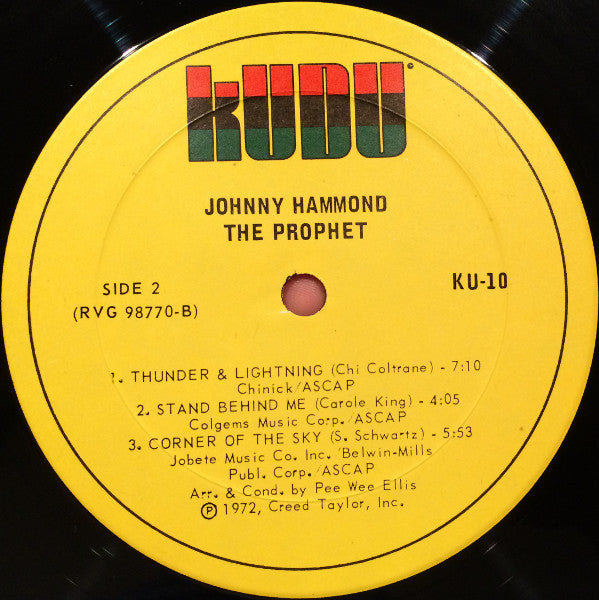 KUDU
JOHNNY HAMMOND
THE PROPHET
SIDE 2
(RVG 98770-B)
KU-10
1. THUNDER & LIGHTNING (Chi Coltrane) - 7:10
Chinick/ASCAP
2. STAND BEHIND ME (Carole King) - 4:05
Colgems Music Corp./ASCAP
3. CORNER OF THE SKY (S. Schwartz) - 5:53
Jobete Music Co. Inc. 'Belwin-Mills
Publ. Corp./ASCAP
Arr. & Cond. by Pee Wee Ellis
℗ 1972, Creed Taylor, Inc.